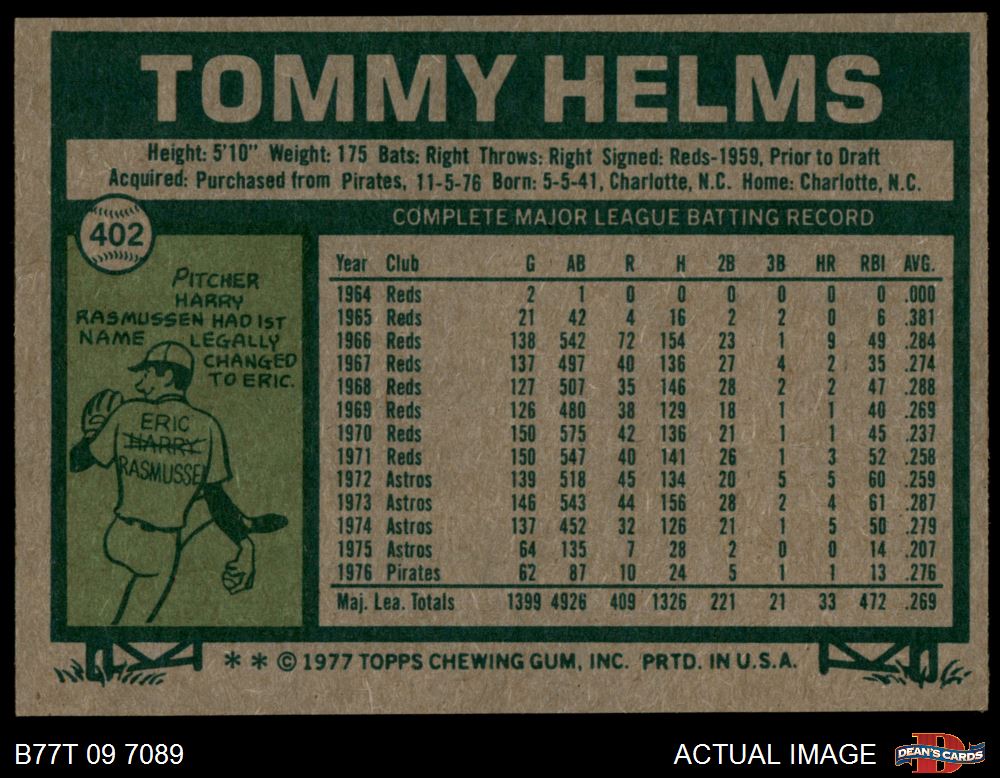 TOMMY HELMS
Height: 5'10" Weight: 175 Bats: Right Throws: Right Signed: Reds-1959, Prior to Draft
Acquired: Purchased from Pirates, 11-5-76 Born: 5-5-41, Charlotte, N.C. Home: Charlotte, N.C.
402
COMPLETE MAJOR LEAGUE BATTING RECORD
PITCHER
HARRY
RASMUSSEN HAD 1ST
NAME LEGALLY
CHANGED
TO ERIC.
ERIC
HARRY
RASMUSSE
Year Club G AB R H 2B 3B HR RBI AVG.
1964 Reds 2 1 0 0 0 0 0 0 .000
1965 Reds 21 42 4 16 2 2 0 6 .381
1966 Reds 138 542 72 154 23 1 9 49 .284
1967 Reds 137 497 40 136 27 4 2 35 .274
1968 Reds 127 507 35 146 28 2 2 47 .288
1969 Reds 126 480 38 129 18 1 1 40 .269
1970 Reds 150 575 42 136 21 1 1 45 .237
1971 Reds 150 547 40 141 26 1 3 52 .258
1972 Astros 139 518 45 134 20 5 5 60 .259
1973 Astros 146 543 44 156 28 2 4 61 .287
1974 Astros 137 452 32 126 21 1 5 50 .279
1975 Astros 64 135 7 28 2 0 0 14 .207
1976 Pirates 62 87 10 24 5 1 1 13 .276
Maj. Lea. Totals 1399 4926 409 1326 221 21 33 472 .269
* * © 1977 TOPPS CHEWING GUM, INC. PRTD. IN U.S.A.
B77T 09 7089
ACTUAL IMAGE
DEAN'S CARDS